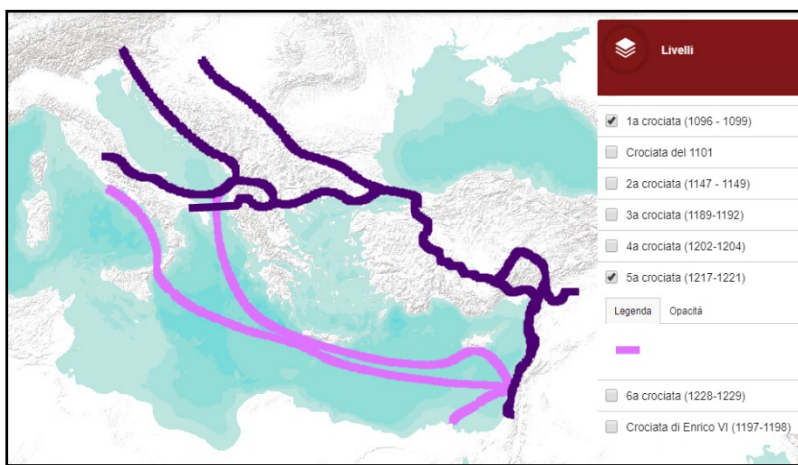 Livelli
1a crociata (1096 - 1099)
Crociata del 1101
2a crociata (1147 - 1149)
3a crociata (1189-1192)
4a crociata (1202-1204)
5a crociata (1217-1221)
Legenda Opacitá
6a crociata (1228-1229)
Crociata di Enrico VI (1197-1198)